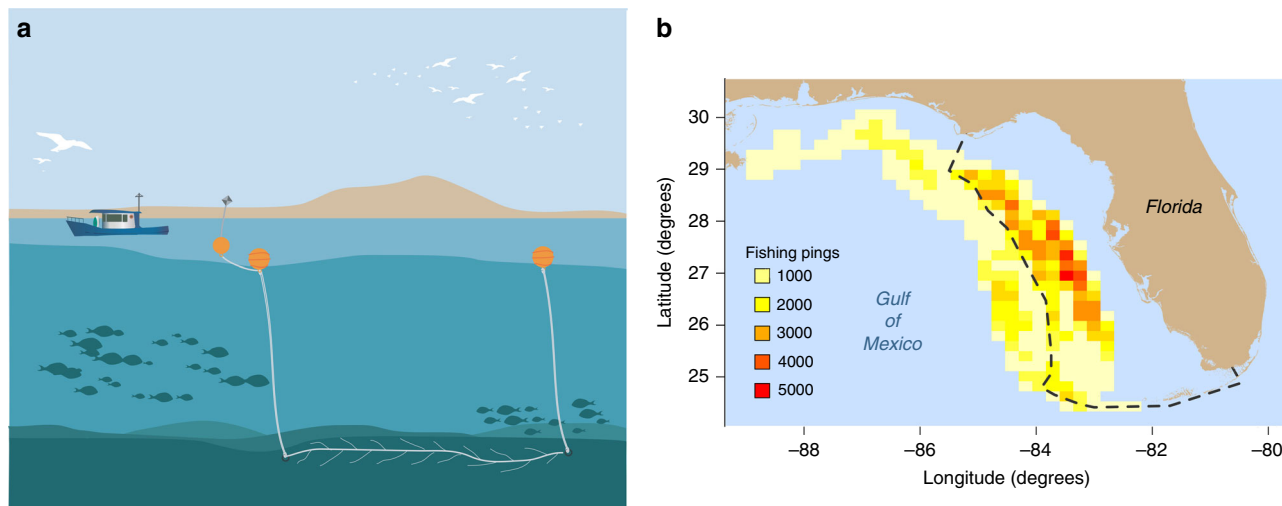 a
b
Latitude (degrees)
30
29
28
27
26
25
Florida
Fishing pings
1000
2000
3000
4000
5000
Gulf
of
Mexico
–88
–86
–84
–82
–80
Longitude (degrees)